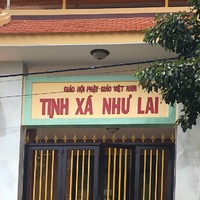 GIÁO HỘI PHẬT GIÁO VIỆT NAM
TỊNH XÁ NHƯ LAI